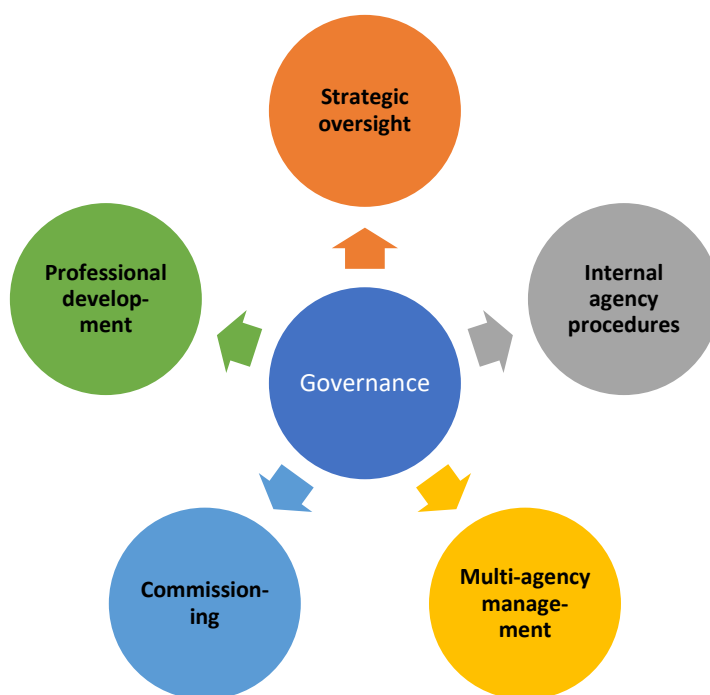 Strategic
oversight
Professional
develop-
ment
Internal
agency
procedures
Governance
Commission-
ing
Multi-agency
manage-
ment